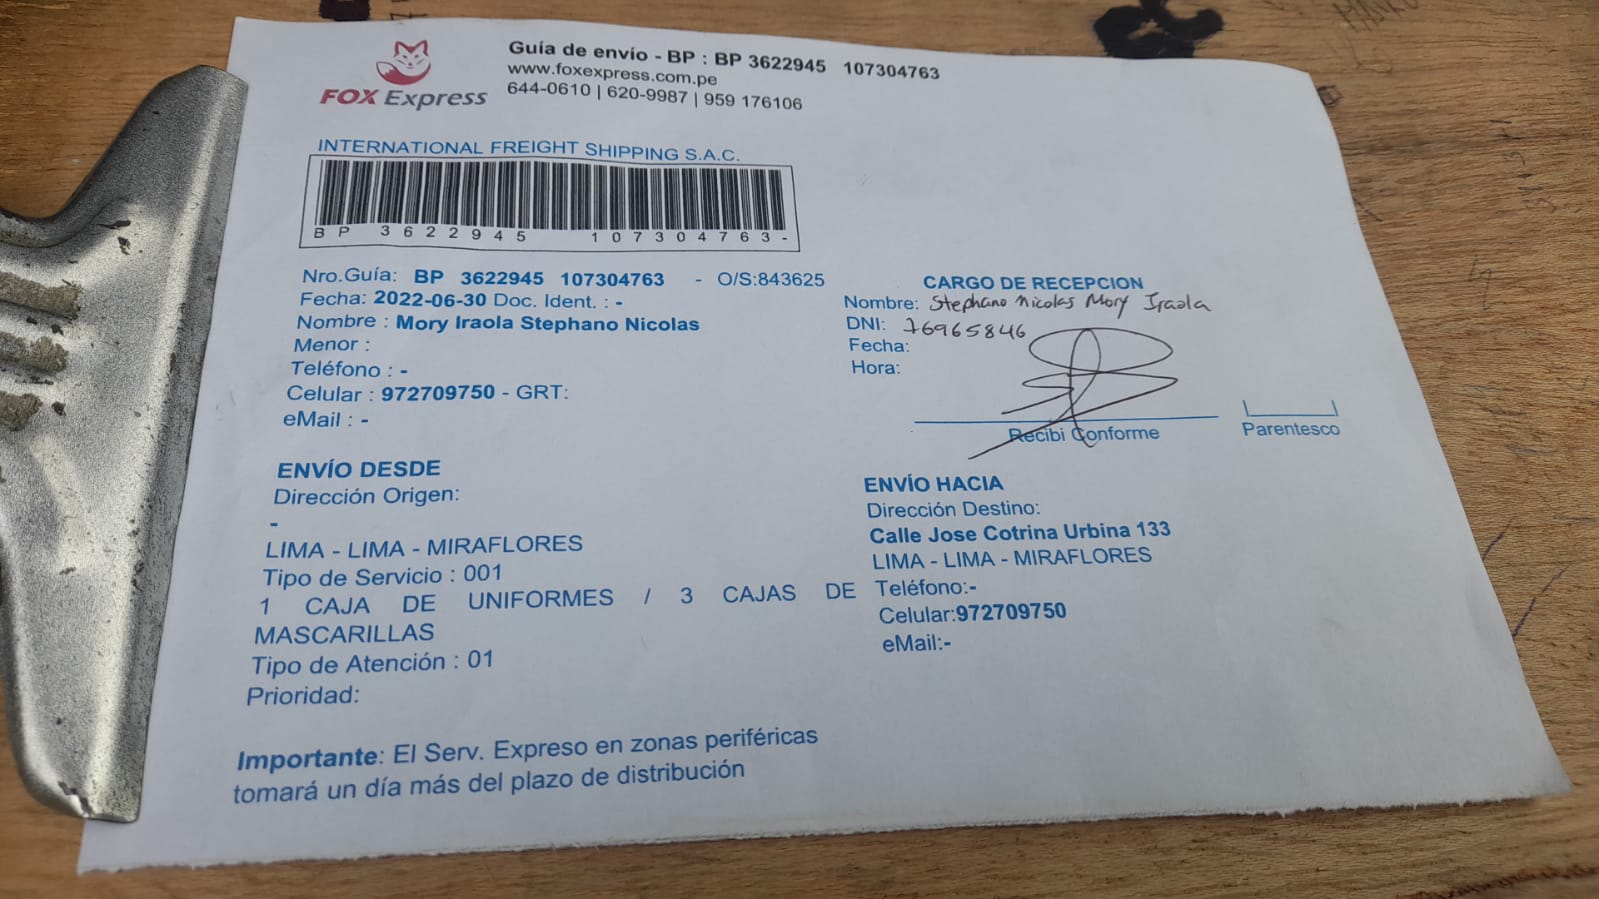 FOX Express
Guía de envío - BP : BP 3622945 107304763
www.foxexpress.com.pe
644-0610 | 620-9987 | 959 176106
INTERNATIONAL FREIGHT SHIPPING S.A.C.
BP 3622945 107304763-
Nro.Guía: BP 3622945 107304763 - O/S:843625
Fecha: 2022-06-30 Doc. Ident. : -
Nombre : Mory Iraola Stephano Nicolas
Menor :
Teléfono : -
Celular : 972709750 - GRT:
eMail : -
CARGO DE RECEPCION
Nombre: Stephano Nicolas Mory Iraola
DNI: 76965846
Fecha:
Hora:
Recibi Conforme
Parentesco
ENVÍO DESDE
Dirección Origen:
-
LIMA - LIMA - MIRAFLORES
Tipo de Servicio : 001
1 CAJA DE UNIFORMES / 3 CAJAS DE
MASCARILLAS
Tipo de Atención : 01
Prioridad:
ENVÍO HACIA
Dirección Destino:
Calle Jose Cotrina Urbina 133
LIMA - LIMA - MIRAFLORES
Teléfono:-
Celular:972709750
eMail:-
Importante: El Serv. Expreso en zonas periféricas
tomará un día más del plazo de distribución